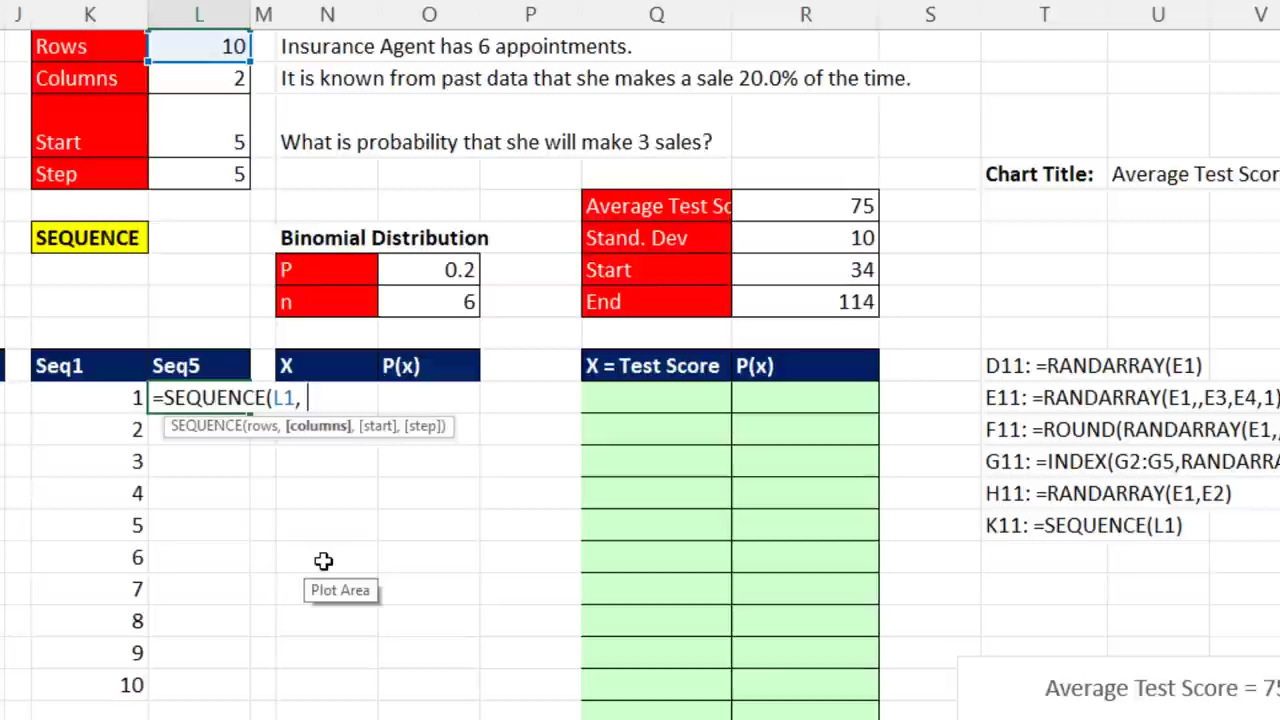 J K L M N O P Q R S T U V
Rows 10 Insurance Agent has 6 appointments.
Columns 2 It is known from past data that she makes a sale 20.0% of the time.
Start 5 What is probability that she will make 3 sales?
Step 5 Chart Title: Average Test Scor
Average Test Sc 75
SEQUENCE Binomial Distribution Stand. Dev 10
P 0.2 Start 34
n 6 End 114
Seq1 Seq5 X P(x) X = Test Score P(x) D11: =RANDARRAY(E1)
1 =SEQUENCE(L1, E11: =RANDARRAY(E1,,E3,E4,1)
2 SEQUENCE(rows, [columns], [start], [step]) F11: =ROUND(RANDARRAY(E1,,
3 G11: =INDEX(G2:G5,RANDARRA
4 H11: =RANDARRAY(E1,E2)
5 K11: =SEQUENCE(L1)
6
Plot Area
7
8
9
10 Average Test Score = 75